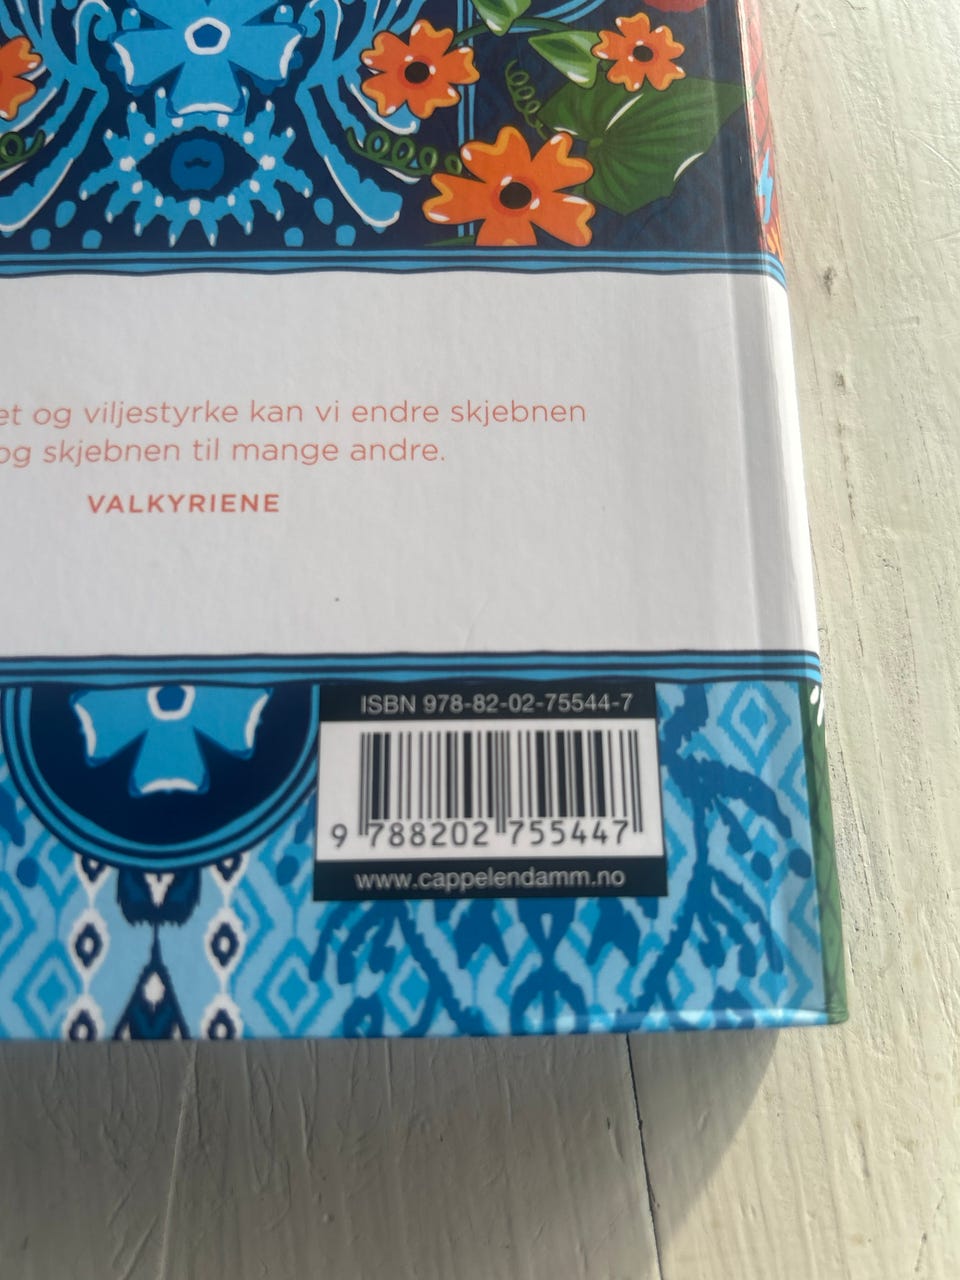 et og viljestyrke kan vi endre skjebnen
og skjebnen til mange andre.
VALKYRIENE
ISBN 978-82-02-75544-7
9 788202 755447
www.cappelendamm.no